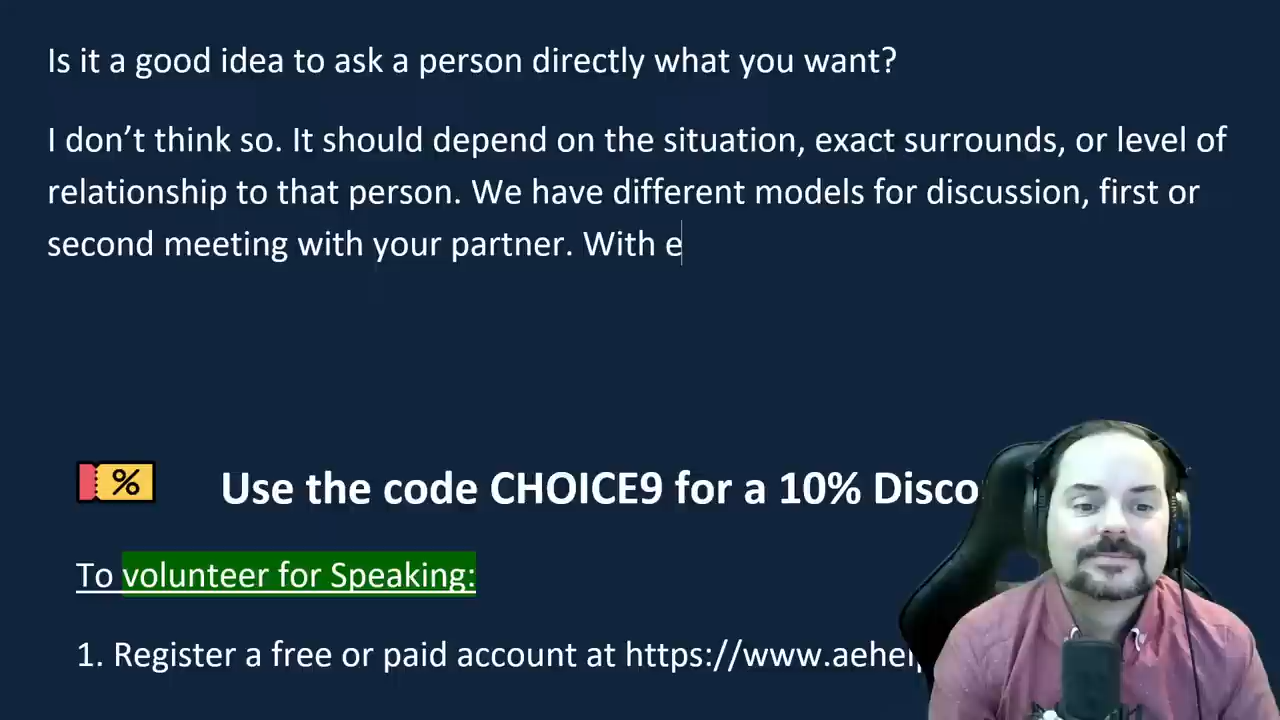 Is it a good idea to ask a person directly what you want?
I don’t think so. It should depend on the situation, exact surrounds, or level of
relationship to that person. We have different models for discussion, first or
second meeting with your partner. With e
%
Use the code CHOICE9 for a 10% Disco
To volunteer for Speaking:
1. Register a free or paid account at https://www.aehelp